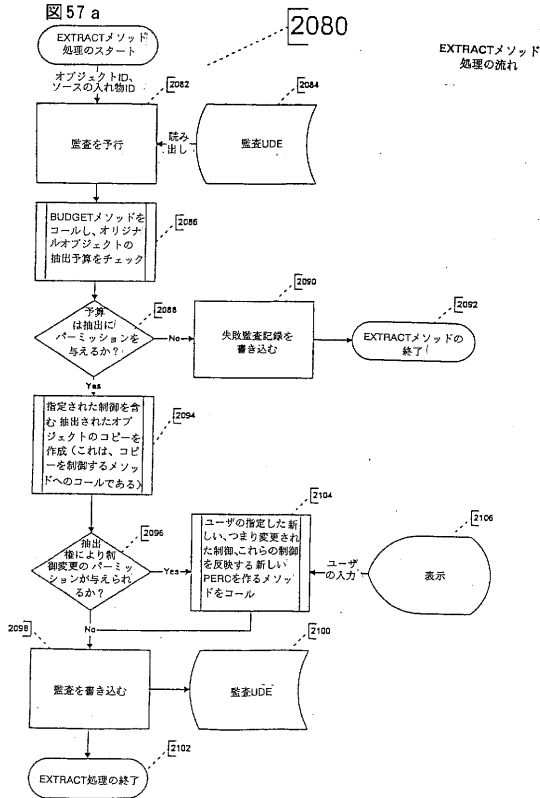 図57a
2080
EXTRACTメソッド
処理のスタート
EXTRACTメソッド
処理の流れ
オブジェクトID、
ソースの入れ物ID
2082
2084
監査を予行
読み
出し
監査UDE
2086
BUDGETメソッドを
コールし、オリジナ
ルオブジェクトの
抽出予算をチェック
2088
予算
は抽出に
パーミッションを
与えるか?
No
2090
失敗監査記録を
書き込む
2092
EXTRACTメソッドの
終了
Yes
2094
指定された制御を含
む抽出されたオブ
ジェクトのコピーを
作成(これは、コピ
ーを制御するメソッ
ドへのコールである)
2096
抽出
権により制
御変更のパーミッ
ションが与えられ
るか?
Yes
2104
ユーザの指定した新
しい、つまり変更さ
れた制御、これらの制御
を反映する新しい
PERCを作るメソッ
ドをコール
ユーザ
の入力
2106
表示
No
2098
監査を書き込む
2100
監査UDE
2102
EXTRACT処理の終了